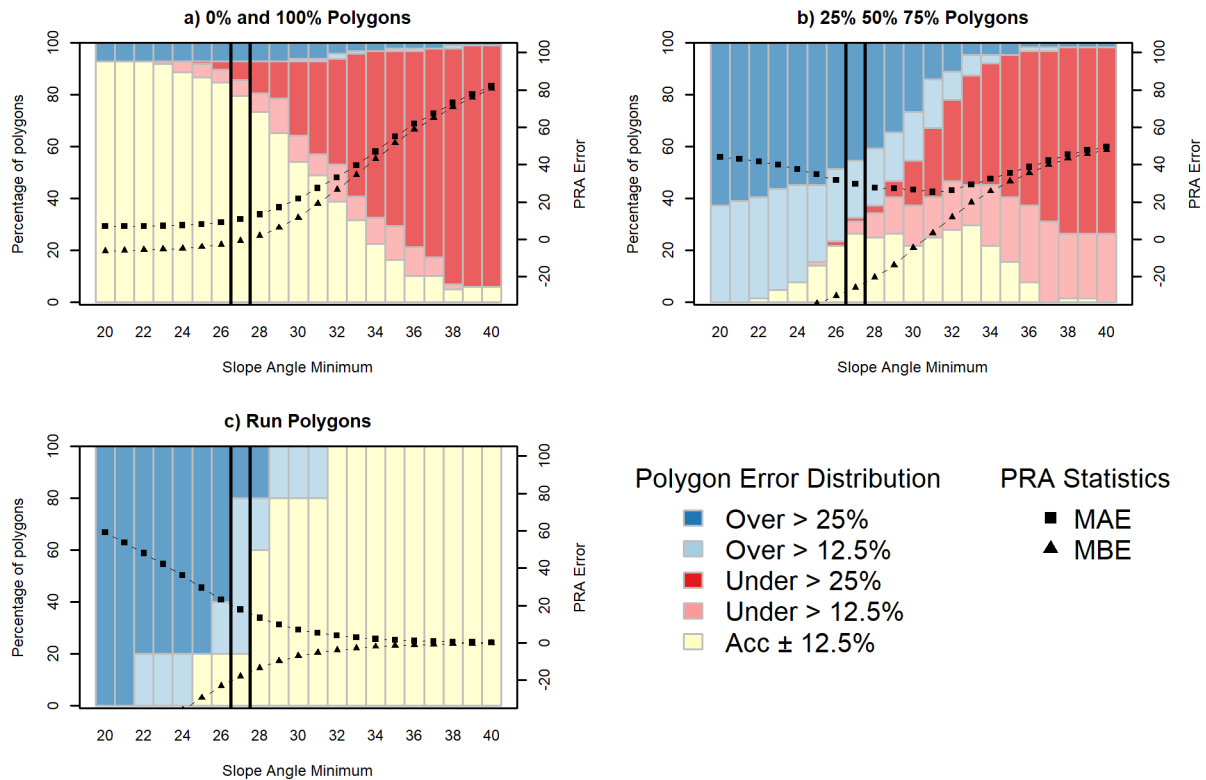 a) 0% and 100% Polygons
Percentage of polygons
0 20 40 60 80 100
-20 0 20 40 60 80 100
PRA Error
20 22 24 26 28 30 32 34 36 38 40
Slope Angle Minimum
b) 25% 50% 75% Polygons
Percentage of polygons
0 20 40 60 80 100
-20 0 20 40 60 80 100
PRA Error
20 22 24 26 28 30 32 34 36 38 40
Slope Angle Minimum
c) Run Polygons
Percentage of polygons
0 20 40 60 80 100
-20 0 20 40 60 80 100
PRA Error
20 22 24 26 28 30 32 34 36 38 40
Slope Angle Minimum
Polygon Error Distribution
Over > 25%
Over > 12.5%
Under > 25%
Under > 12.5%
Acc ± 12.5%
PRA Statistics
MAE
MBE